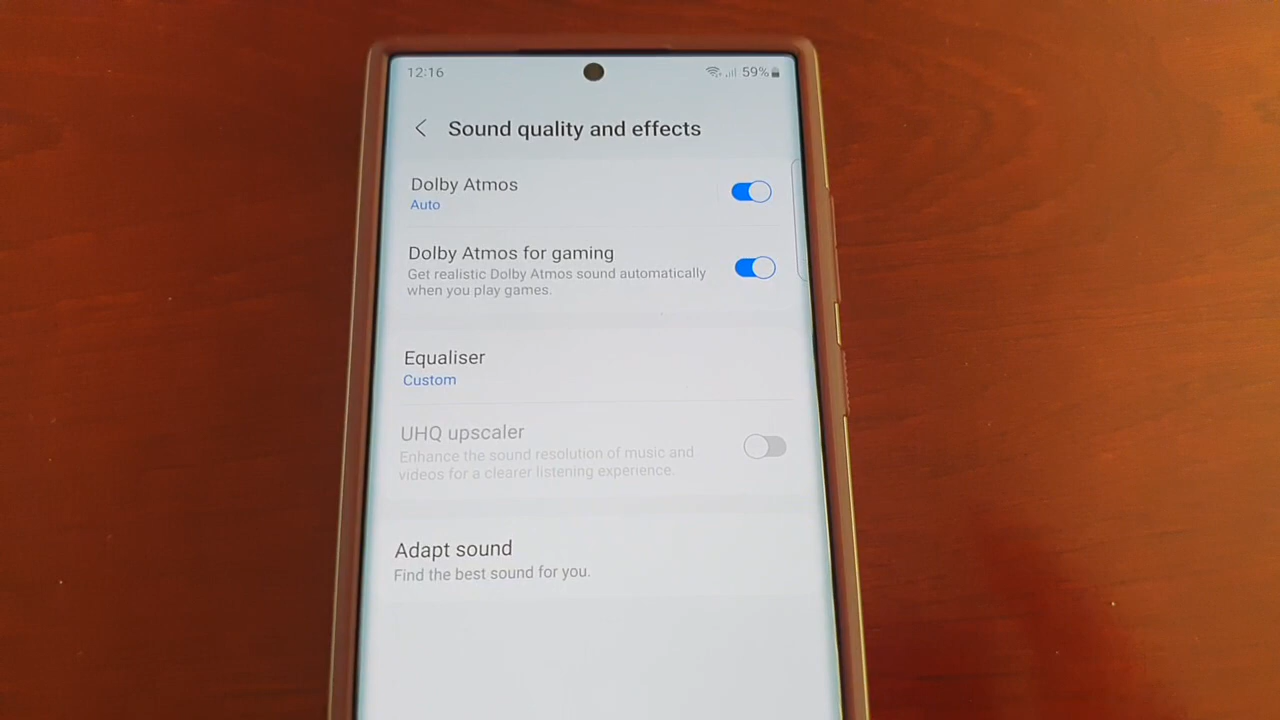 12:16
59%
Sound quality and effects
Dolby Atmos
Auto
Dolby Atmos for gaming
Get realistic Dolby Atmos sound automatically
when you play games.
Equaliser
Custom
UHQ upscaler
Enhance the sound resolution of music and
videos for a clearer listening experience.
Adapt sound
Find the best sound for you.